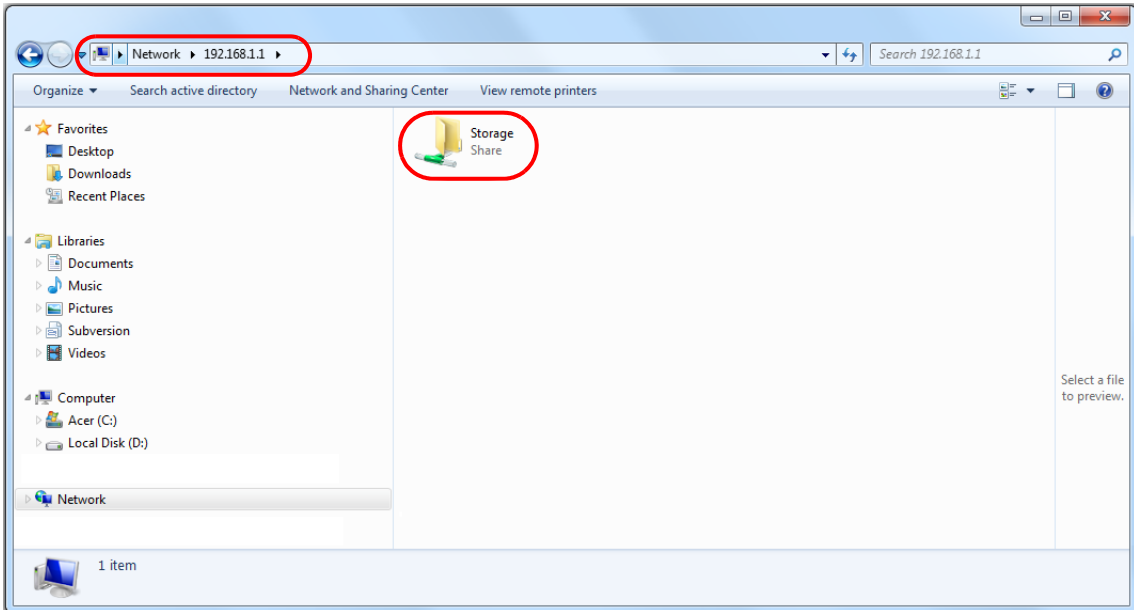 Network 192.168.1.1
Search 192.168.1.1
Organize Search active directory Network and Sharing Center View remote printers
Favorites
Desktop
Downloads
Recent Places
Libraries
Documents
Music
Pictures
Subversion
Videos
Computer
Acer (C:)
Local Disk (D:)
Network
Storage
Share
Select a file
to preview.
1 item